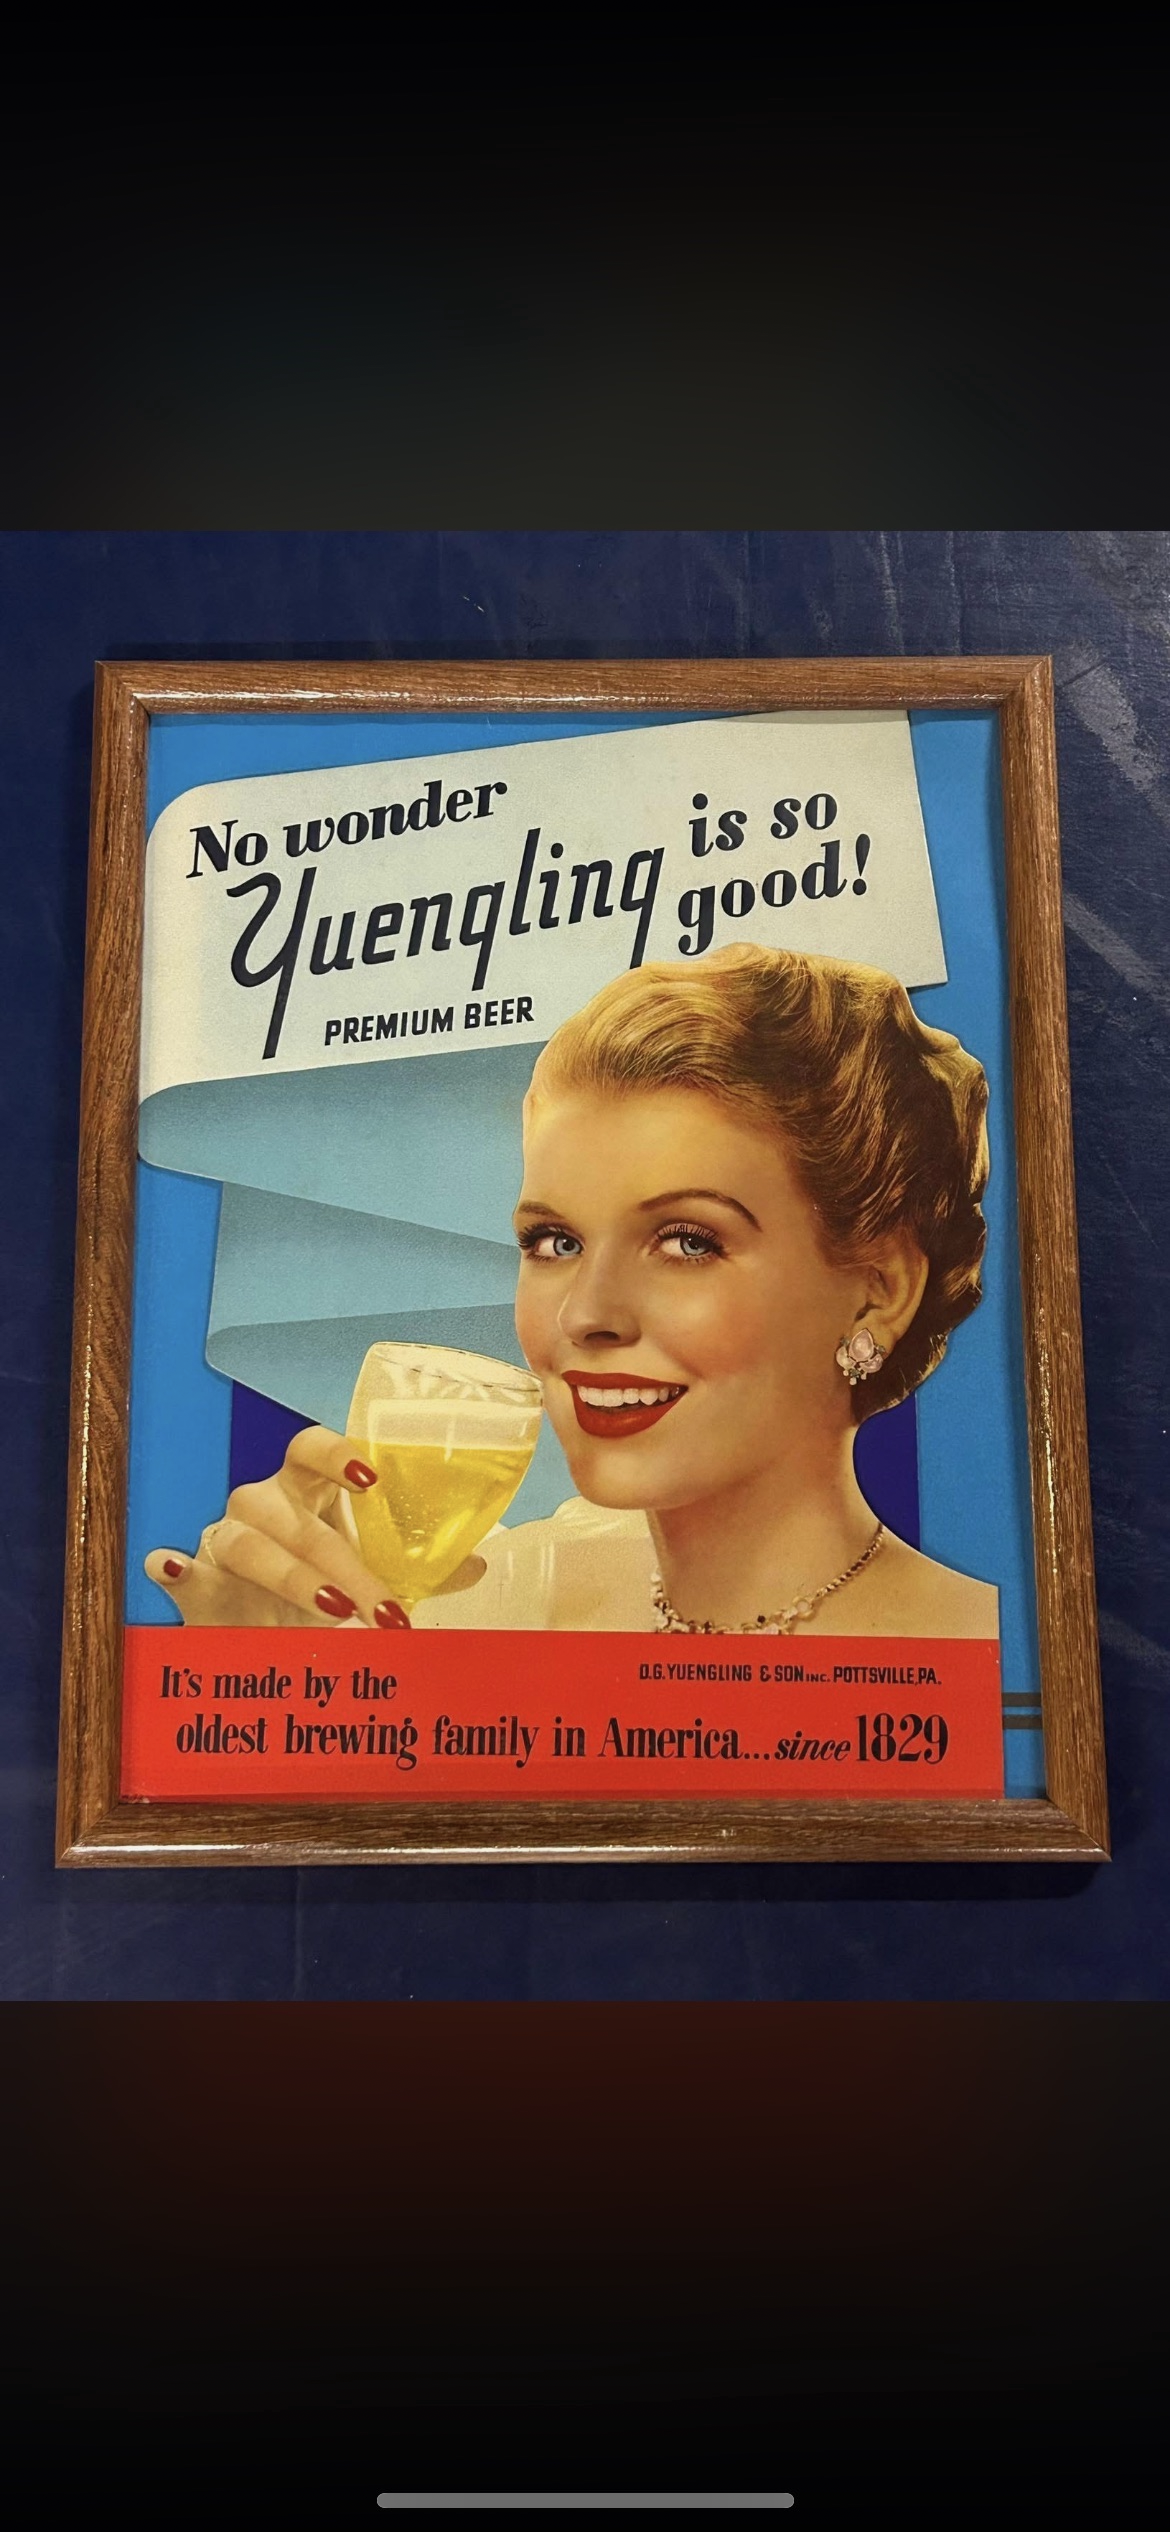 No wonder
Yuengling
is so
good!
PREMIUM BEER
It's made by the
D.G. YUENGLING & SON INC. POTTSVILLE, PA.
oldest brewing family in America...since 1829